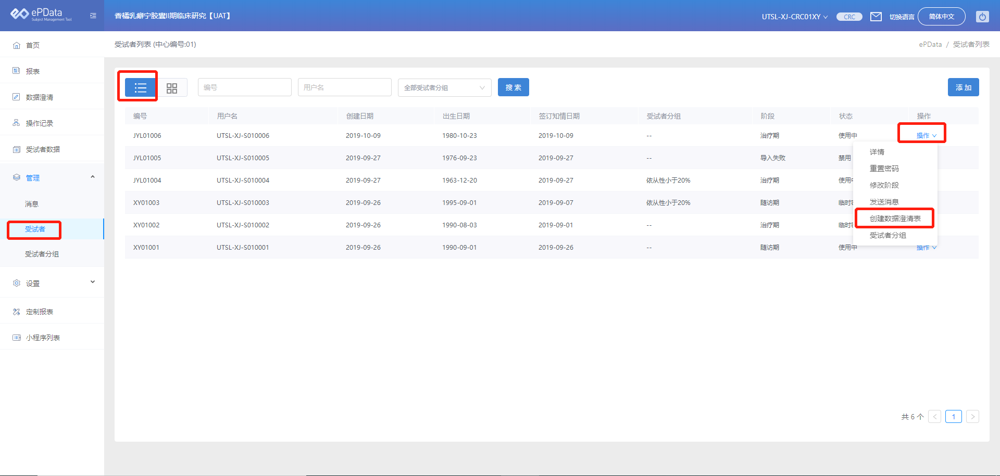 ePData
Subject Management Tool
香橘乳癖宁胶囊II期临床研究【UAT】
UTSL-XJ-CRC01XY
CRC
切换语言
简体中文
首页
报表
数据澄清
操作记录
受试者数据
管理
消息
受试者
受试者分组
设置
定制报表
小程序列表
受试者列表 (中心编号:01)
ePData / 受试者列表
编号 用户名 全部受试者分组 搜 索 添 加
编号 用户名 创建日期 出生日期 签订知情日期 受试者分组 阶段 状态 操作
JYL01006 UTSL-XJ-S010006 2019-10-09 1980-10-23 2019-10-09 -- 治疗期 使用中 操作
JYL01005 UTSL-XJ-S010005 2019-09-27 1976-09-23 2019-09-27 -- 导入失败 禁用
JYL01004 UTSL-XJ-S010004 2019-09-27 1963-12-20 2019-09-27 依从性小于20% 治疗期 使用
XY01003 UTSL-XJ-S010003 2019-09-26 1995-09-01 2019-09-07 依从性小于20% 随访期 临时
XY01002 UTSL-XJ-S010002 2019-09-26 1990-08-03 2019-09-01 -- 治疗期 临时
XY01001 UTSL-XJ-S010001 2019-09-26 1990-09-01 2019-09-26 -- 随访期 使用中 操作
详情
重置密码
修改阶段
发送消息
创建数据澄清表
受试者分组
共 6 个 < 1 >